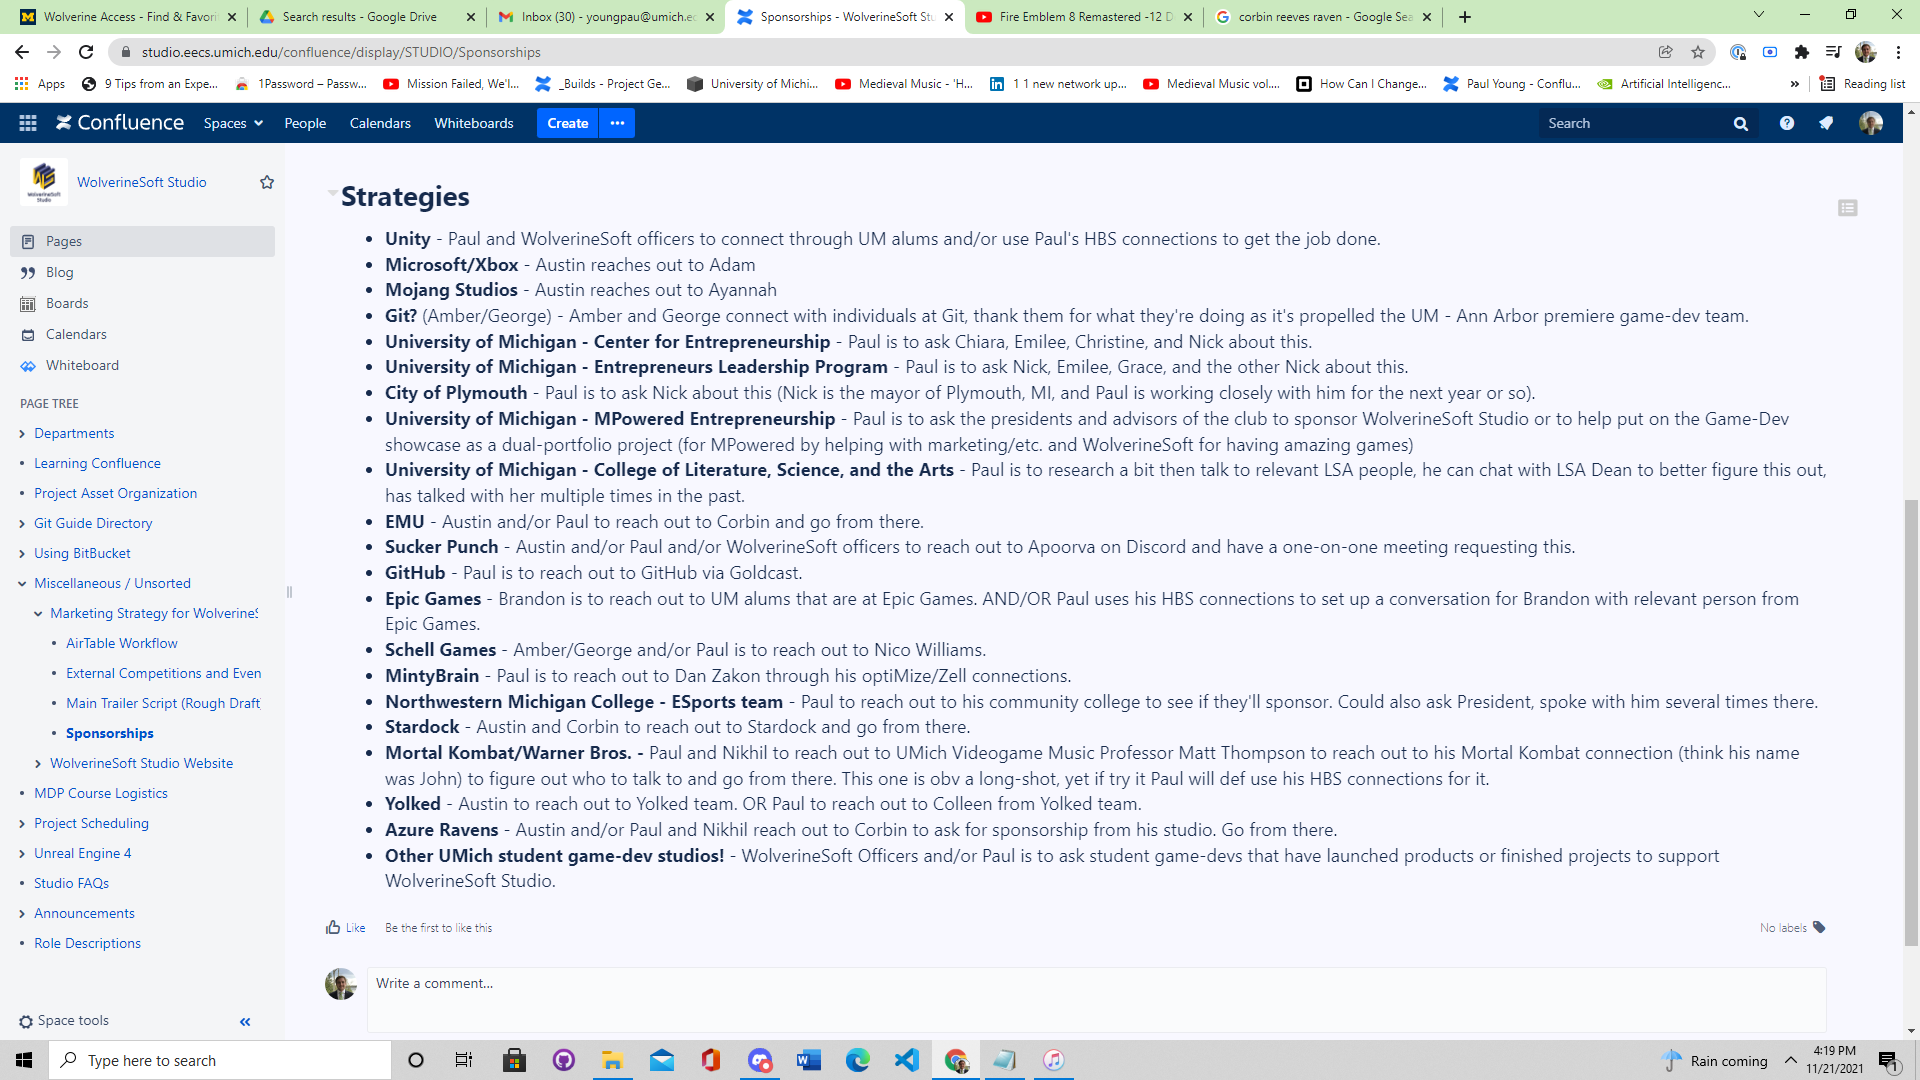 Wolverine Access - Find & Favori
Search results - Google Drive
Inbox (30) - youngpau@umich.ed
Sponsorships - WolverineSoft Stu
Fire Emblem 8 Remastered -12 D
corbin reeves raven - Google Sea
studio.eecs.umich.edu/confluence/display/STUDIO/Sponsorships
Apps
9 Tips from an Expe...
1Password – Passw...
Mission Failed, We'l...
_Builds - Project Ge...
University of Michi...
Medieval Music - 'H...
1 1 new network up...
Medieval Music vol....
How Can I Change...
Paul Young - Conflu...
Artificial Intelligenc...
»
Reading list
Confluence
Spaces
People
Calendars
Whiteboards
Create
Search
WolverineSoft Studio
Pages
Blog
Boards
Calendars
Whiteboard
PAGE TREE
Departments
Learning Confluence
Project Asset Organization
Git Guide Directory
Using BitBucket
Miscellaneous / Unsorted
Marketing Strategy for WolverineS
AirTable Workflow
External Competitions and Even
Main Trailer Script (Rough Draft)
Sponsorships
WolverineSoft Studio Website
MDP Course Logistics
Project Scheduling
Unreal Engine 4
Studio FAQs
Announcements
Role Descriptions
Space tools
Strategies
• Unity - Paul and WolverineSoft officers to connect through UM alums and/or use Paul's HBS connections to get the job done.
• Microsoft/Xbox - Austin reaches out to Adam
• Mojang Studios - Austin reaches out to Ayannah
• Git? (Amber/George) - Amber and George connect with individuals at Git, thank them for what they're doing as it's propelled the UM - Ann Arbor premiere game-dev team.
• University of Michigan - Center for Entrepreneurship - Paul is to ask Chiara, Emilee, Christine, and Nick about this.
• University of Michigan - Entrepreneurs Leadership Program - Paul is to ask Nick, Emilee, Grace, and the other Nick about this.
• City of Plymouth - Paul is to ask Nick about this (Nick is the mayor of Plymouth, MI, and Paul is working closely with him for the next year or so).
• University of Michigan - MPowered Entrepreneurship - Paul is to ask the presidents and advisors of the club to sponsor WolverineSoft Studio or to help put on the Game-Dev
showcase as a dual-portfolio project (for MPowered by helping with marketing/etc. and WolverineSoft for having amazing games)
• University of Michigan - College of Literature, Science, and the Arts - Paul is to research a bit then talk to relevant LSA people, he can chat with LSA Dean to better figure this out,
has talked with her multiple times in the past.
• EMU - Austin and/or Paul to reach out to Corbin and go from there.
• Sucker Punch - Austin and/or Paul and/or WolverineSoft officers to reach out to Apoorva on Discord and have a one-on-one meeting requesting this.
• GitHub - Paul is to reach out to GitHub via Goldcast.
• Epic Games - Brandon is to reach out to UM alums that are at Epic Games. AND/OR Paul uses his HBS connections to set up a conversation for Brandon with relevant person from
Epic Games.
• Schell Games - Amber/George and/or Paul is to reach out to Nico Williams.
• MintyBrain - Paul is to reach out to Dan Zakon through his optiMize/Zell connections.
• Northwestern Michigan College - ESports team - Paul to reach out to his community college to see if they'll sponsor. Could also ask President, spoke with him several times there.
• Stardock - Austin and Corbin to reach out to Stardock and go from there.
• Mortal Kombat/Warner Bros. - Paul and Nikhil to reach out to UMich Videogame Music Professor Matt Thompson to reach out to his Mortal Kombat connection (think his name
was John) to figure out who to talk to and go from there. This one is obv a long-shot, yet if try it Paul will def use his HBS connections for it.
• Yolked - Austin to reach out to Yolked team. OR Paul to reach out to Colleen from Yolked team.
• Azure Ravens - Austin and/or Paul and Nikhil reach out to Corbin to ask for sponsorship from his studio. Go from there.
• Other UMich student game-dev studios! - WolverineSoft Officers and/or Paul is to ask student game-devs that have launched products or finished projects to support
WolverineSoft Studio.
Like
Be the first to like this
No labels
Write a comment...
Type here to search
Rain coming
4:19 PM
11/21/2021
1